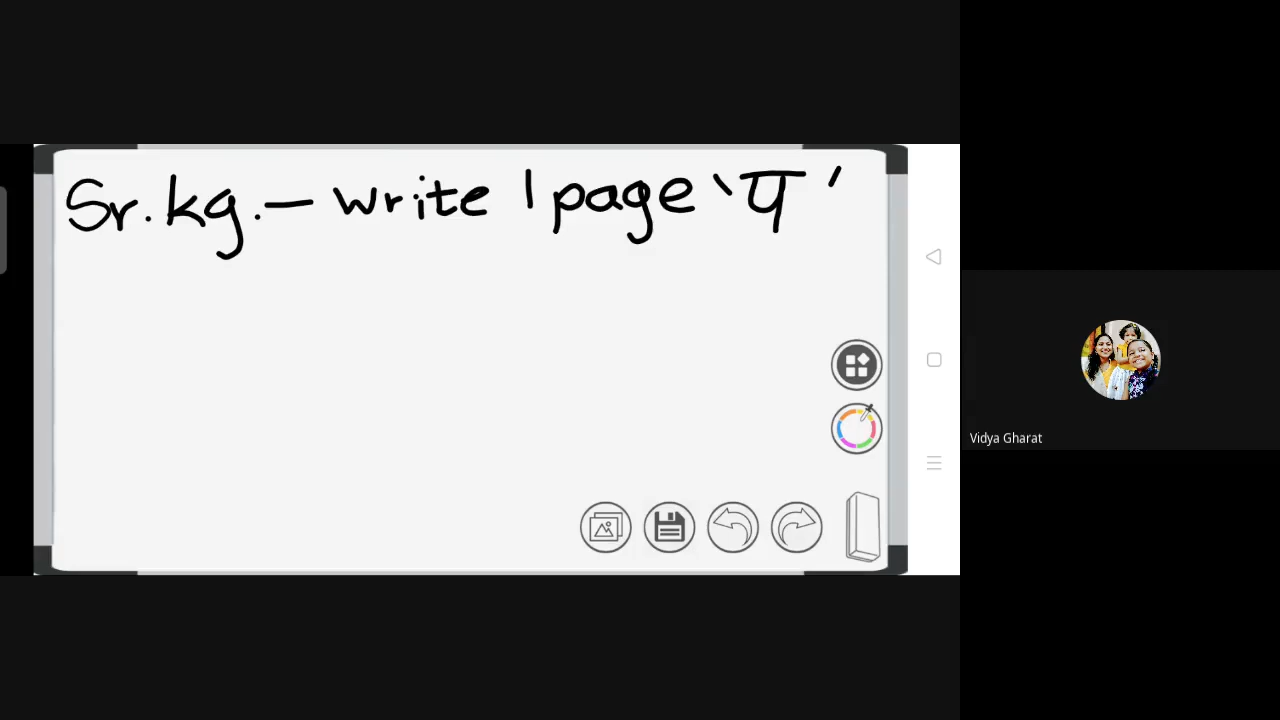 Sr. kg. – write 1 page 'प'
Vidya Gharat